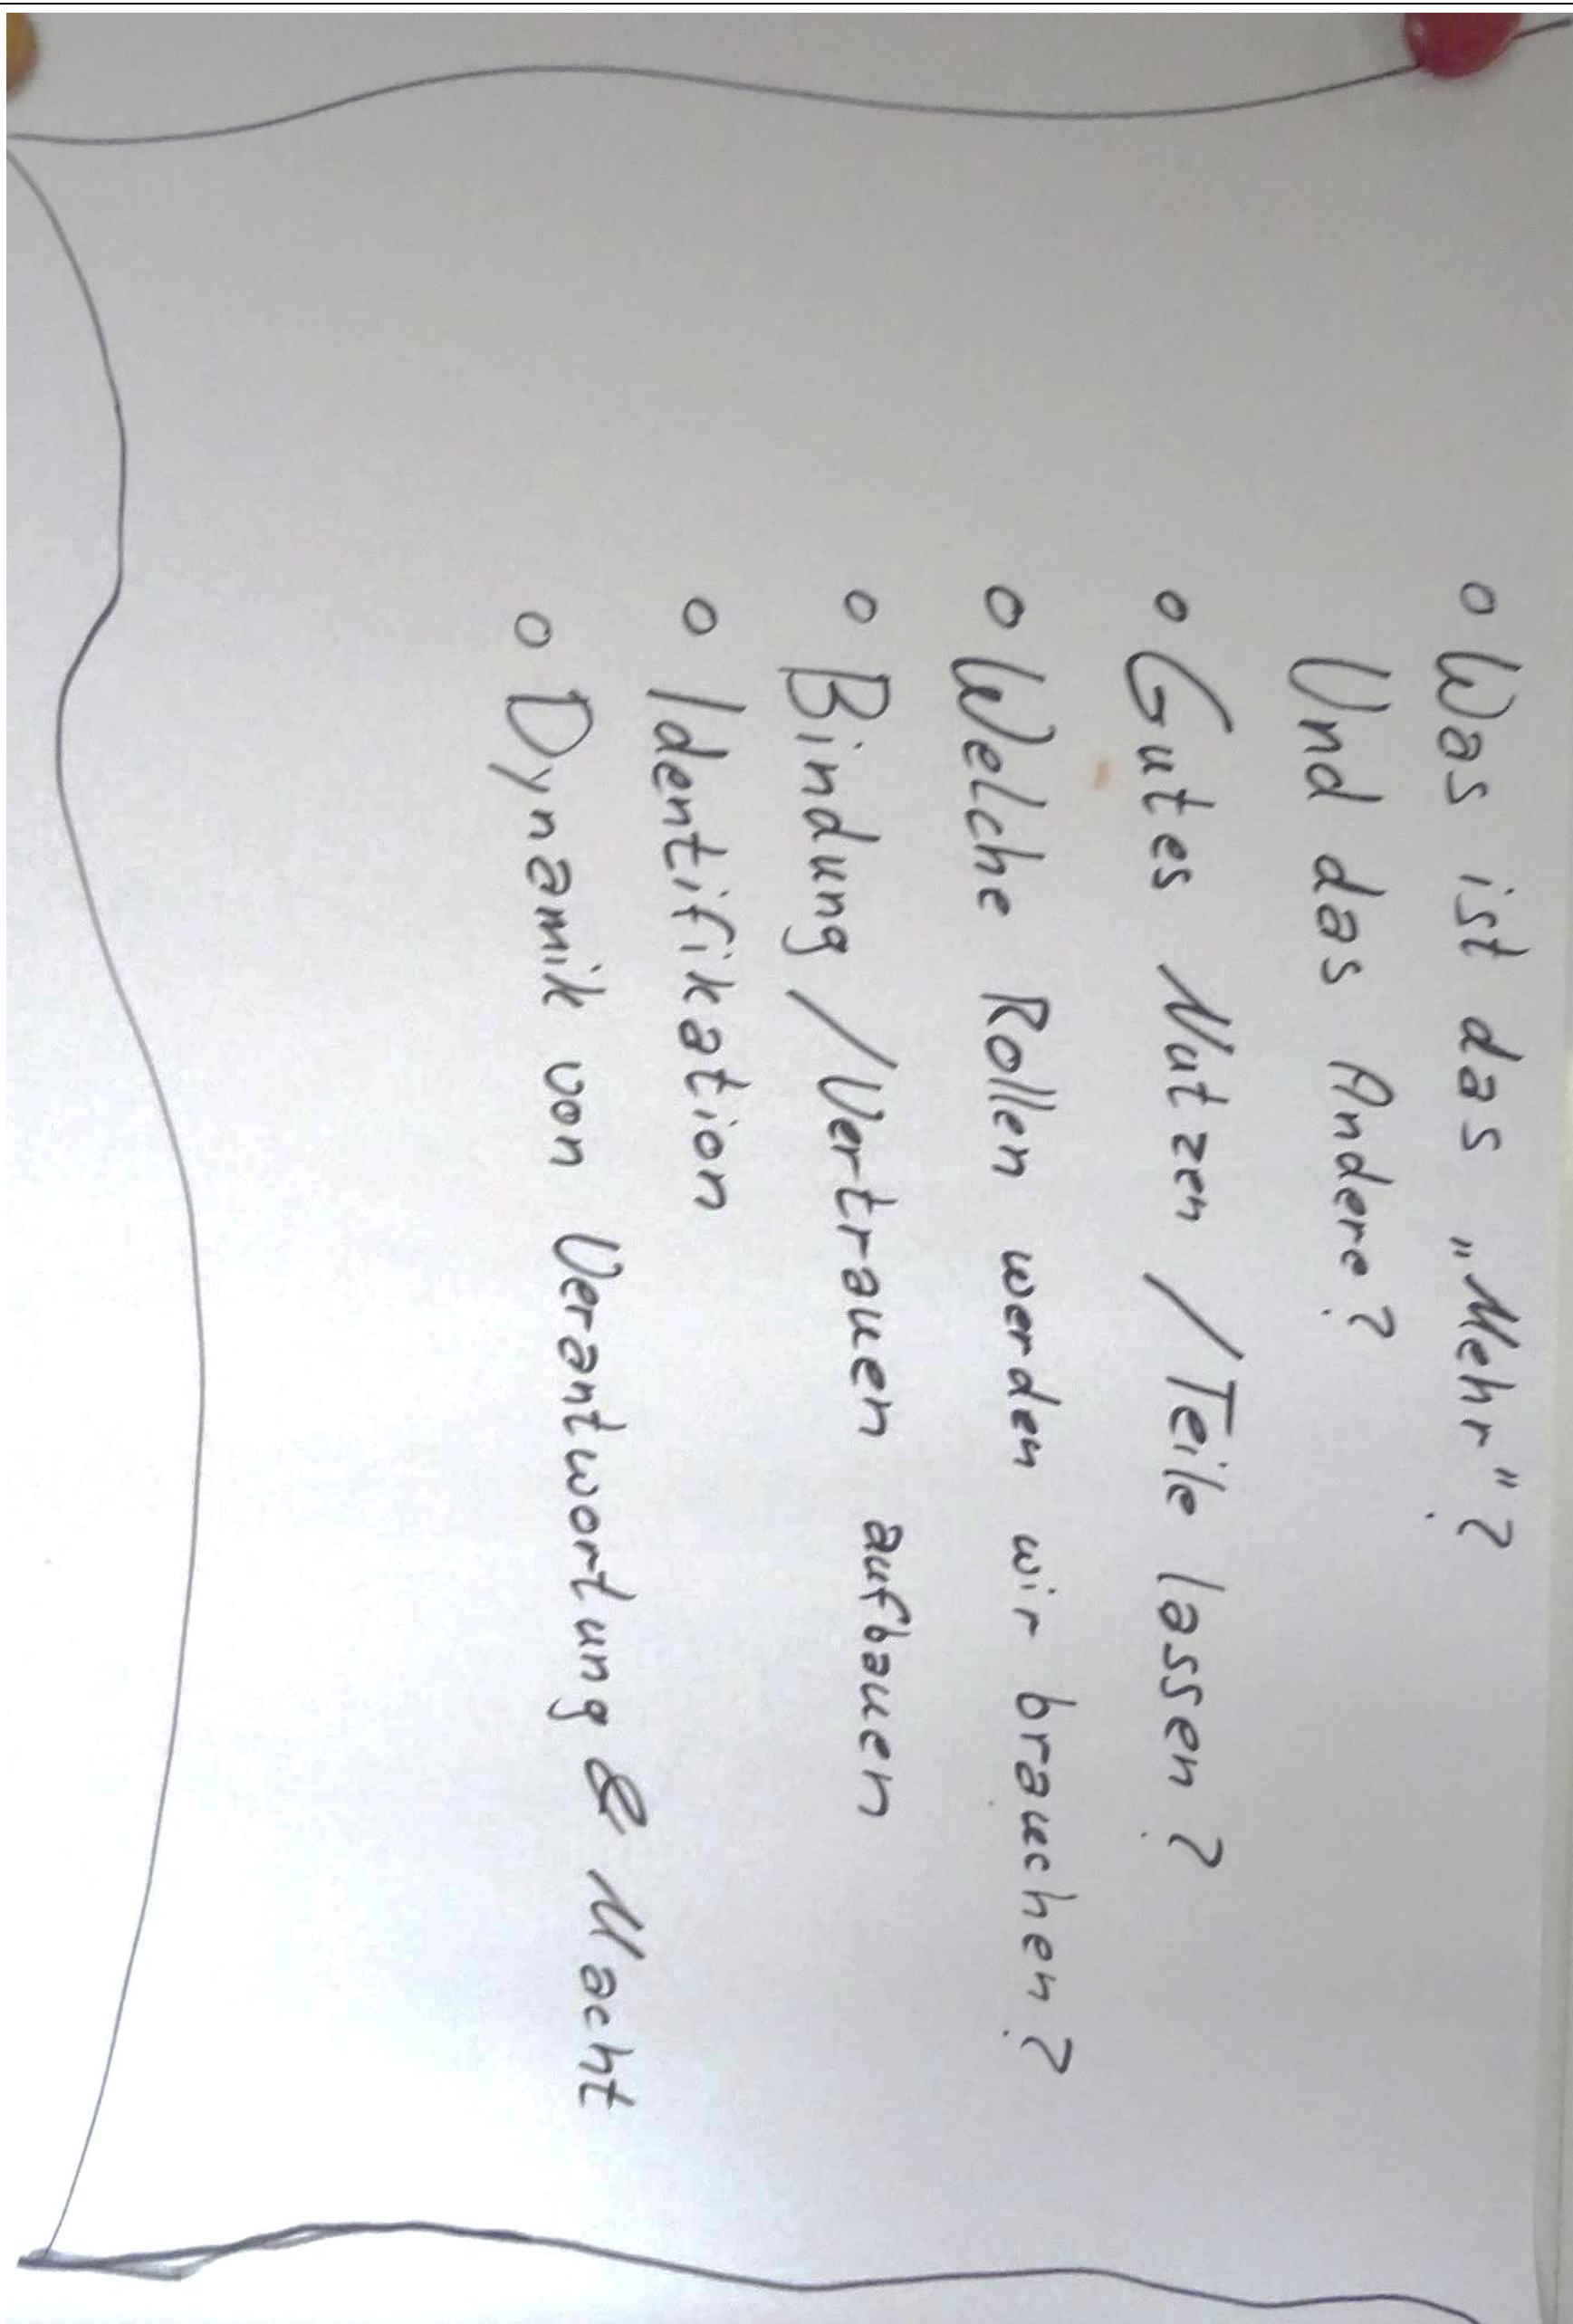 o Was ist das „Mehr"?
Und das Andere?
o Gutes Nutzen / Teile lassen?
o Welche Rollen werden wir brauchen?
o Bindung / Vertrauen aufbauen
o Identifikation
o Dynamik von Verantwortung & Macht